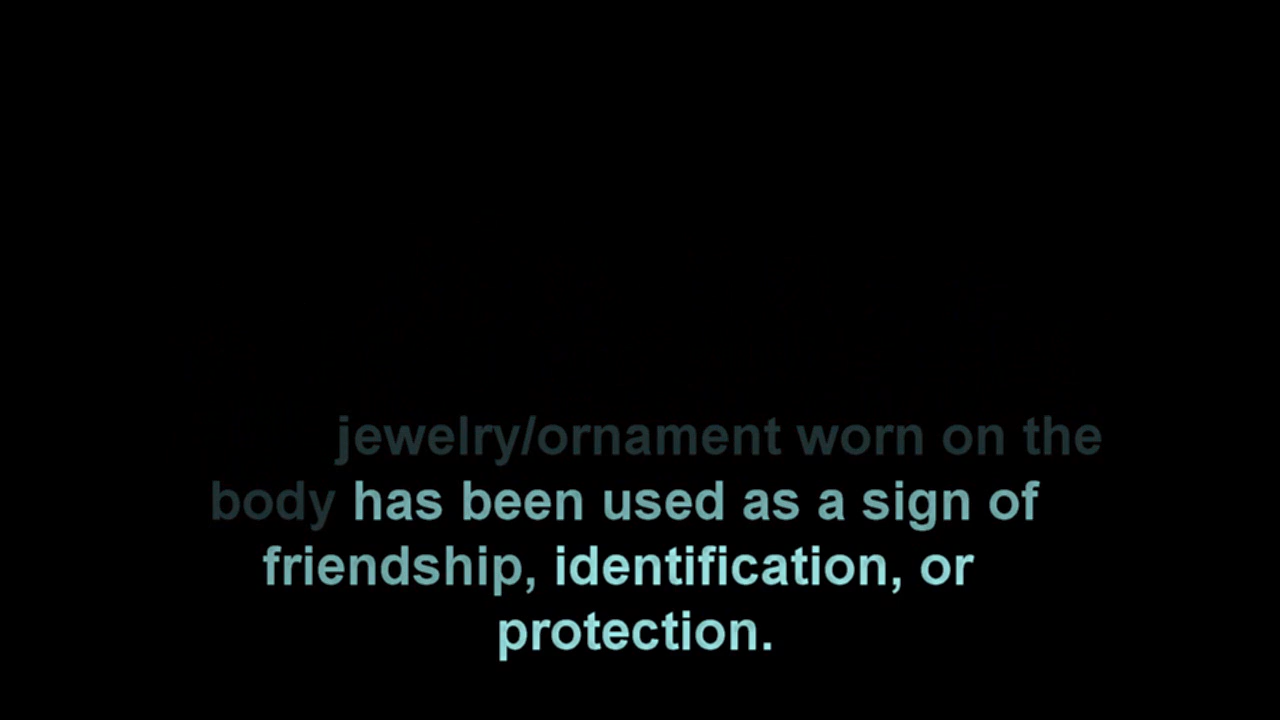 jewelry/ornament worn on the
body has been used as a sign of
friendship, identification, or
protection.